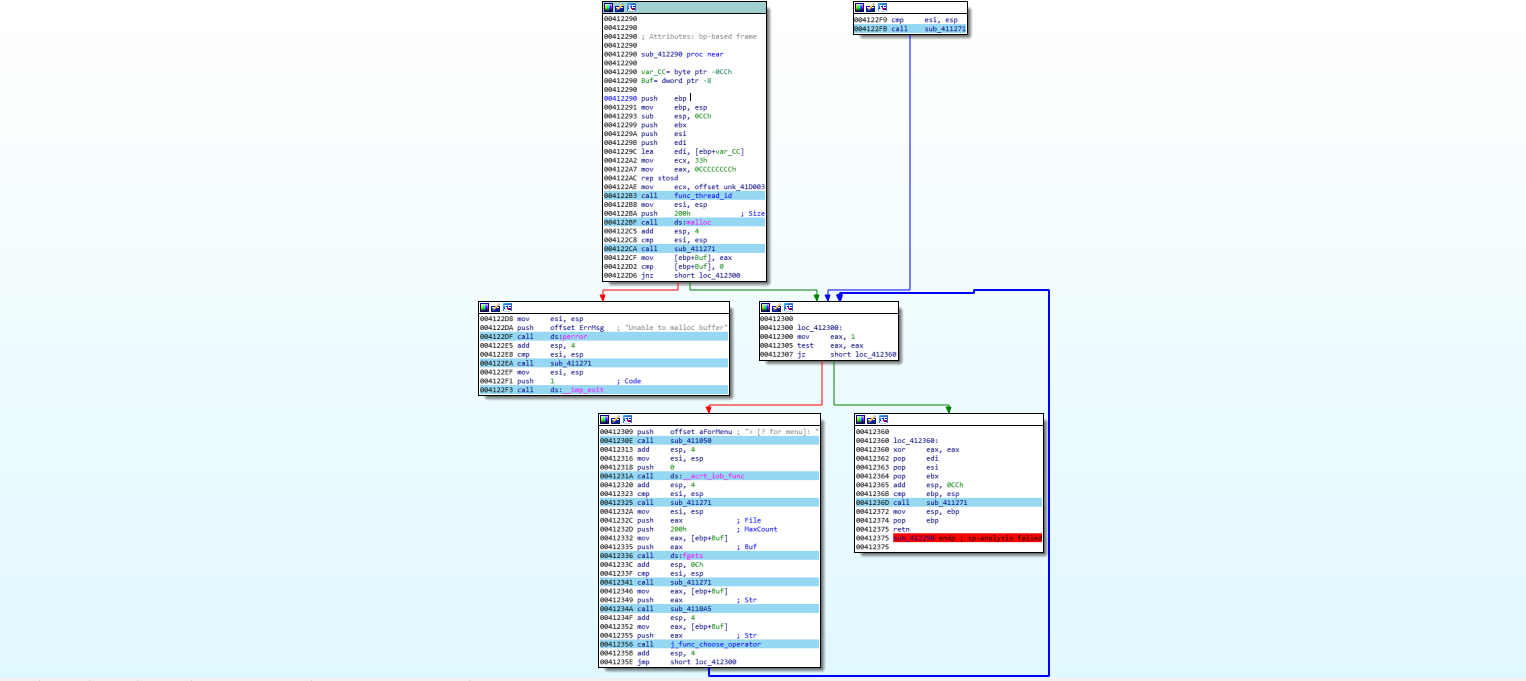 00412290
00412290
00412290 ; Attributes: bp-based frame
00412290
00412290 sub_412290 proc near
00412290
00412290 var_CC= byte ptr -0CCh
00412290 Buf= dword ptr -8
00412290
00412290 push ebp
00412291 mov ebp, esp
00412293 sub esp, 0CCh
00412299 push ebx
0041229A push esi
0041229B push edi
0041229C lea edi, [ebp+var_CC]
004122A2 mov ecx, 33h
004122A7 mov eax, 0CCCCCCCCh
004122AC rep stosd
004122AE mov ecx, offset unk_41D003
004122B3 call func_thread_id
004122B8 mov esi, esp
004122BA push 200h ; Size
004122BF call ds:malloc
004122C5 add esp, 4
004122C8 cmp esi, esp
004122CA call sub_411271
004122CF mov [ebp+Buf], eax
004122D2 cmp [ebp+Buf], 0
004122D6 jnz short loc_412300
004122F9 cmp esi, esp
004122FB call sub_411271
004122D8 mov esi, esp
004122DA push offset ErrMsg ; "Unable to malloc buffer"
004122DF call ds:perror
004122E5 add esp, 4
004122E8 cmp esi, esp
004122EA call sub_411271
004122EF mov esi, esp
004122F1 push 1 ; Code
004122F3 call ds:__imp_exit
00412300
00412300 loc_412300:
00412300 mov eax, 1
00412305 test eax, eax
00412307 jz short loc_412360
00412309 push offset aForMenu ; "> [? for menu]: "
0041230E call sub_411050
00412313 add esp, 4
00412316 mov esi, esp
00412318 push 0
0041231A call ds:__acrt_iob_func
00412320 add esp, 4
00412323 cmp esi, esp
00412325 call sub_411271
0041232A mov esi, esp
0041232C push eax ; File
0041232D push 200h ; MaxCount
00412332 mov eax, [ebp+Buf]
00412335 push eax ; Buf
00412336 call ds:fgets
0041233C add esp, 0Ch
0041233F cmp esi, esp
00412341 call sub_411271
00412346 mov eax, [ebp+Buf]
00412349 push eax ; Str
0041234A call sub_4110A5
0041234F add esp, 4
00412352 mov eax, [ebp+Buf]
00412355 push eax ; Str
00412356 call j_func_choose_operator
0041235B add esp, 4
0041235E jmp short loc_412300
00412360
00412360 loc_412360:
00412360 xor eax, eax
00412362 pop edi
00412363 pop esi
00412364 pop ebx
00412365 add esp, 0CCh
0041236B cmp ebp, esp
0041236D call sub_411271
00412372 mov esp, ebp
00412374 pop ebp
00412375 retn
00412375 sub_412290 endp ; sp-analysis failed
00412375